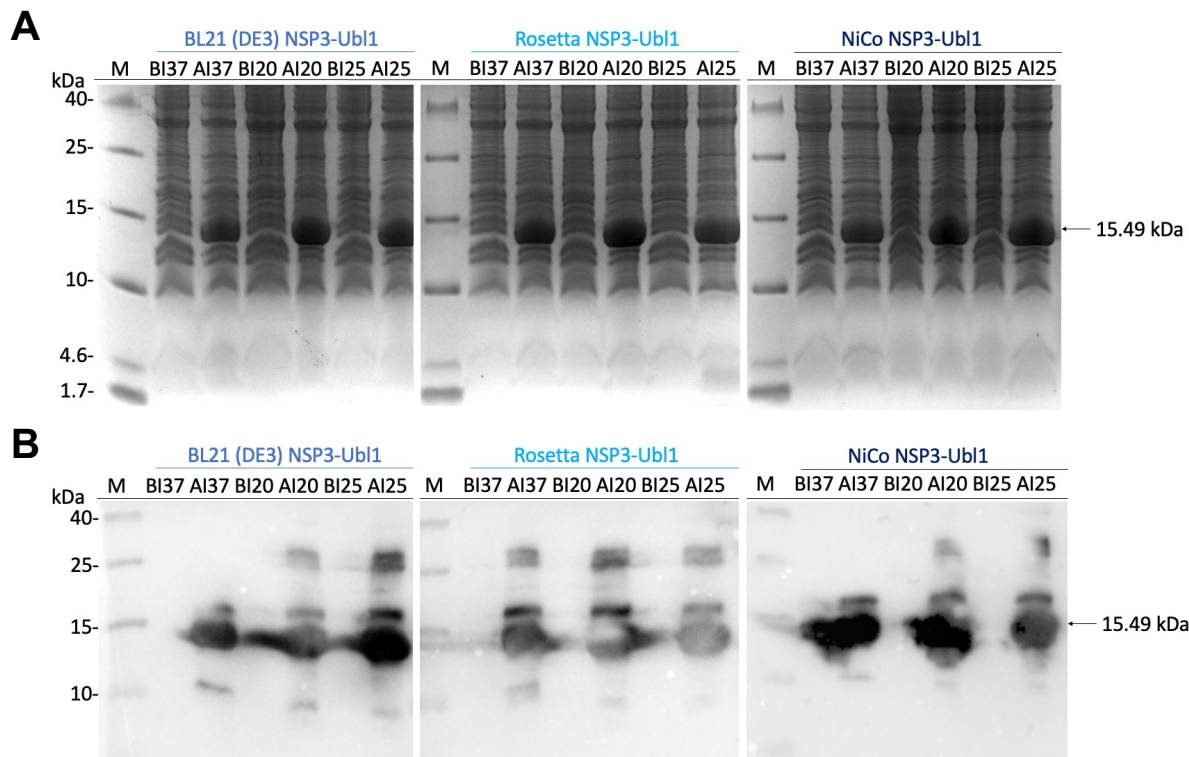 A
BL21 (DE3) NSP3-Ubl1
Rosetta NSP3-Ubl1
NiCo NSP3-Ubl1
kDa
M BI37 AI37 BI20 AI20 BI25 AI25
M BI37 AI37 BI20 AI20 BI25 AI25
M BI37 AI37 BI20 AI20 BI25 AI25
40-
25-
15-
10-
4.6-
1.7-
15.49 kDa
B
BL21 (DE3) NSP3-Ubl1
Rosetta NSP3-Ubl1
NiCo NSP3-Ubl1
kDa
M BI37 AI37 BI20 AI20 BI25 AI25
M BI37 AI37 BI20 AI20 BI25 AI25
M BI37 AI37 BI20 AI20 BI25 AI25
40-
25-
15-
10-
15.49 kDa